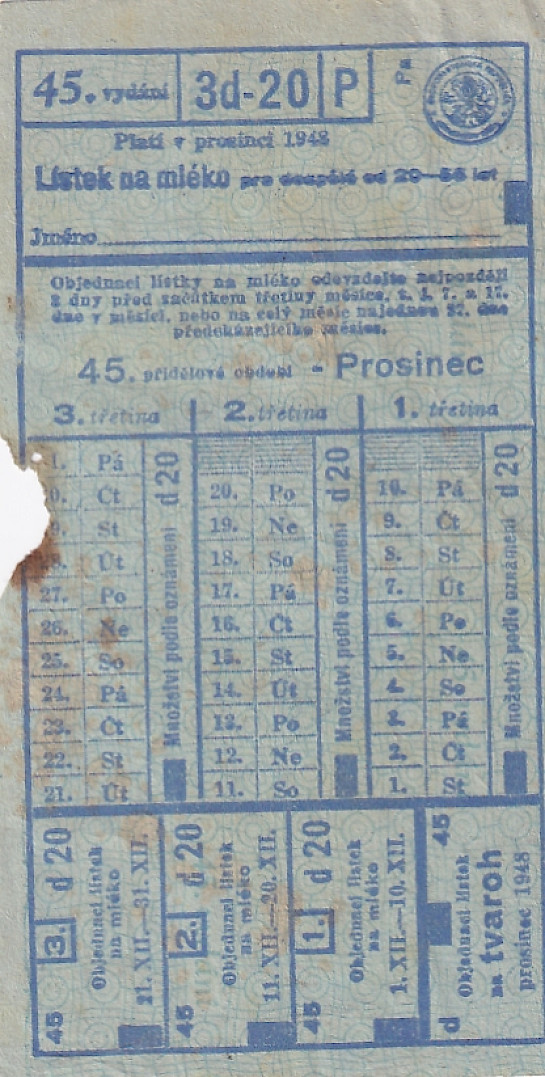 45. vydání 3d-20 P Pa
Platí v prosinci 1948
Lístek na mléko pro dospělé od 20—
Jméno
Objednací lístky na mléko odevzdejte nejpozději
2 dny před začátkem třetiny měsíce, t. j. 7. a 17.
dne v měsíci, nebo na celý měsíc najednou 27. dne
předcházejícího měsíce.
45. přídělové období - Prosinec
3. třetina 2. třetina 1. třetina
1. Pá
0. Čt 20. Po 10. Pá
9. St 19. Ne 9. Čt
28. Út 18. So 8. St
27. Po 17. Pá 7. Út
26. Ne 16. Čt 6. Po
25. So 15. St 5. Ne
24. Pá 14. Út 4. So
23. Čt 13. Po 3. Pá
22. St 12. Ne 2. Čt
21. Út 11. So 1. St
Množství podle oznámení d 20
Množství podle oznámení d 20
Množství podle oznámení d 20
45 3. d 20
Objednací lístek
na mléko
21. XII.—31. XII.
45 2. d 20
Objednací lístek
na mléko
11. XII.—20. XII.
45 1. d 20
Objednací lístek
na mléko
1. XII.—10. XII.
d 45
Objednací lístek
na tvaroh
prosinec 1948